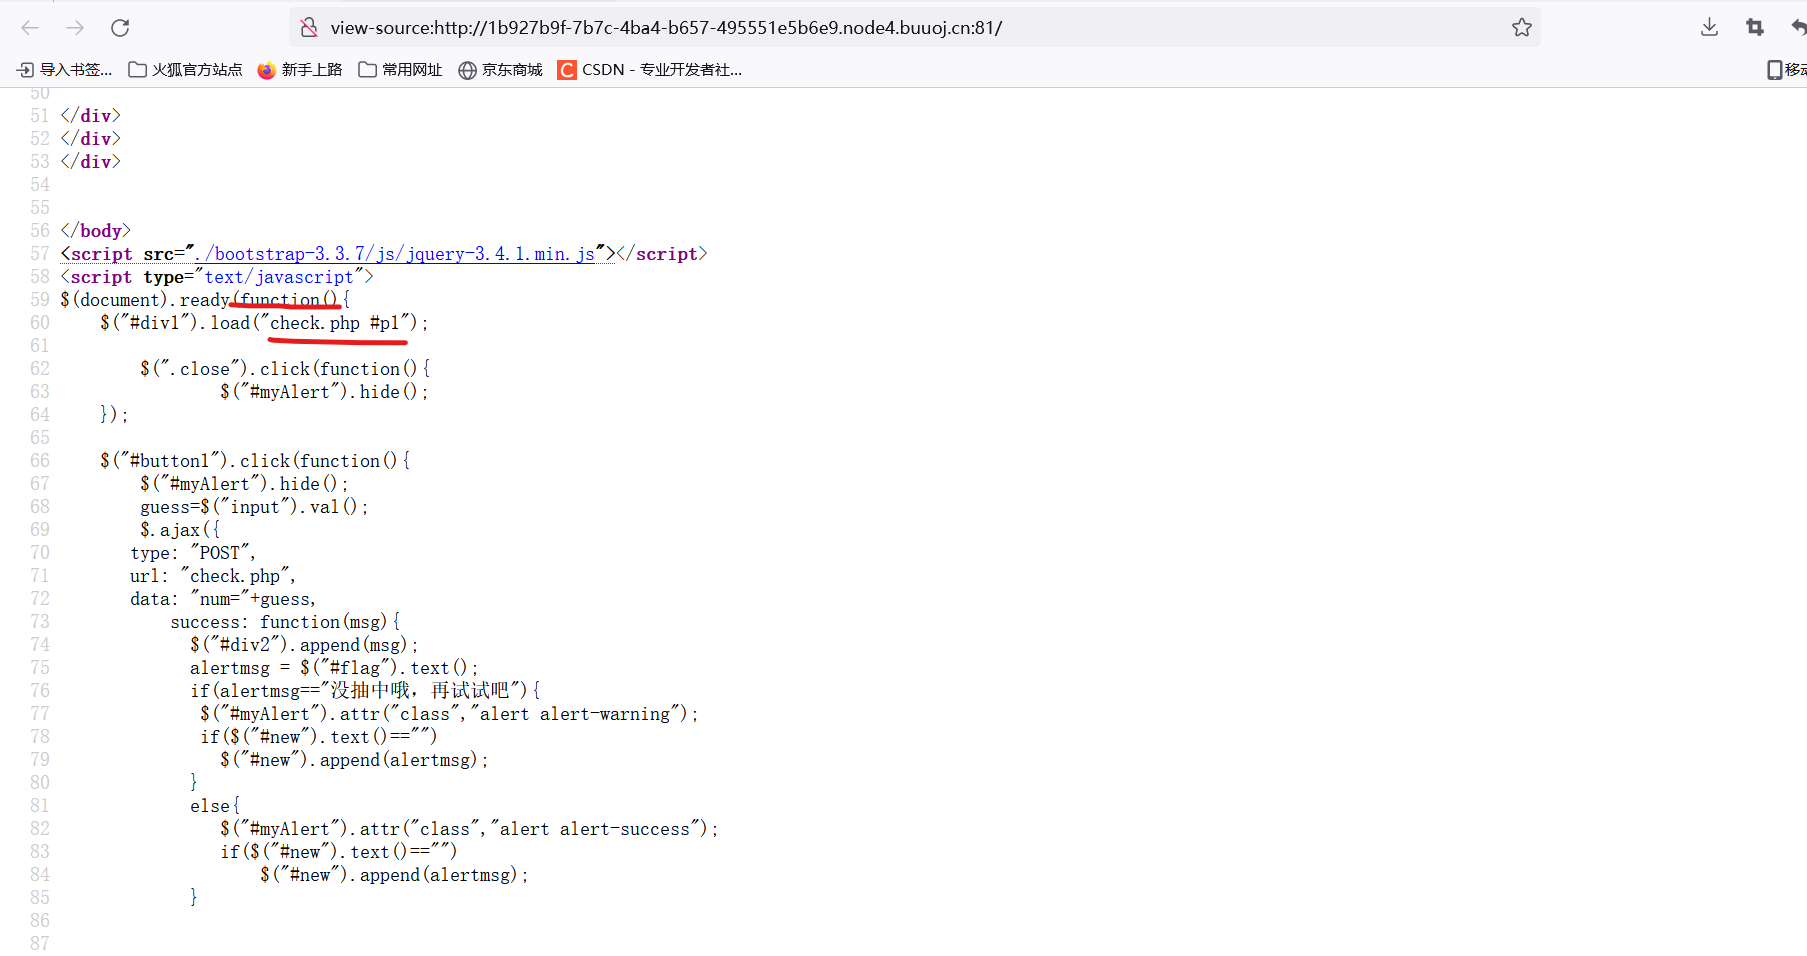 view-source:http://1b927b9f-7b7c-4ba4-b657-495551e5b6e9.node4.buuoj.cn:81/
导入书签... 火狐官方站点 新手上路 常用网址 京东商城 C CSDN - 专业开发者社... 移动
50
51 </div>
52 </div>
53 </div>
54
55
56 </body>
57 <script src="./bootstrap-3.3.7/js/jquery-3.4.1.min.js"></script>
58 <script type="text/javascript">
59 $(document).ready(function(){
60     $("#div1").load("check.php #p1");
61
62         $(".close").click(function(){
63                 $("#myAlert").hide();
64     });
65
66     $("#button1").click(function(){
67         $("#myAlert").hide();
68         guess=$("input").val();
69         $.ajax({
70        type: "POST",
71        url: "check.php",
72        data: "num="+guess,
73            success: function(msg){
74              $("#div2").append(msg);
75              alertmsg = $("#flag").text();
76              if(alertmsg=="没抽中哦，再试试吧"){
77               $("#myAlert").attr("class","alert alert-warning");
78               if($("#new").text()=="")
79                 $("#new").append(alertmsg);
80              }
81              else{
82                 $("#myAlert").attr("class","alert alert-success");
83                 if($("#new").text()=="")
84                     $("#new").append(alertmsg);
85              }
86
87